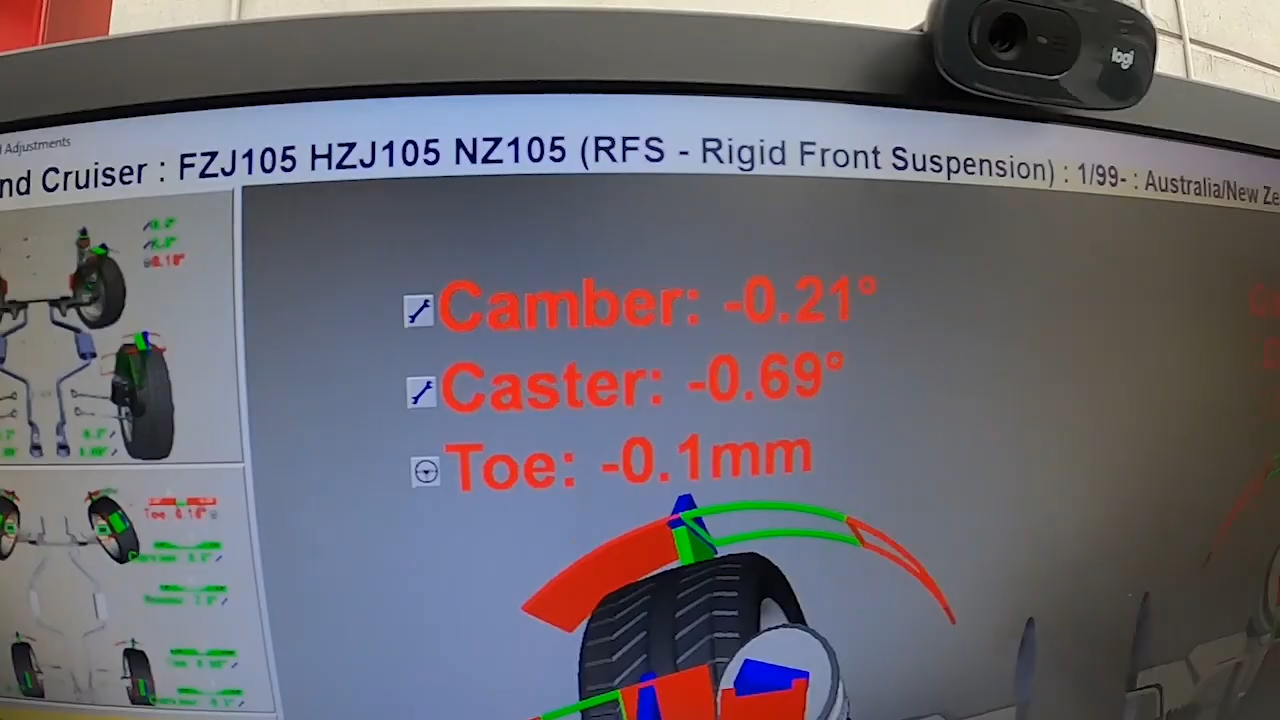 logi
Adjustments
nd Cruiser : FZJ105 HZJ105 NZ105 (RFS - Rigid Front Suspension) : 1/99- : Australia/New Ze
Camber: -0.21°
Caster: -0.69°
Toe: -0.1mm